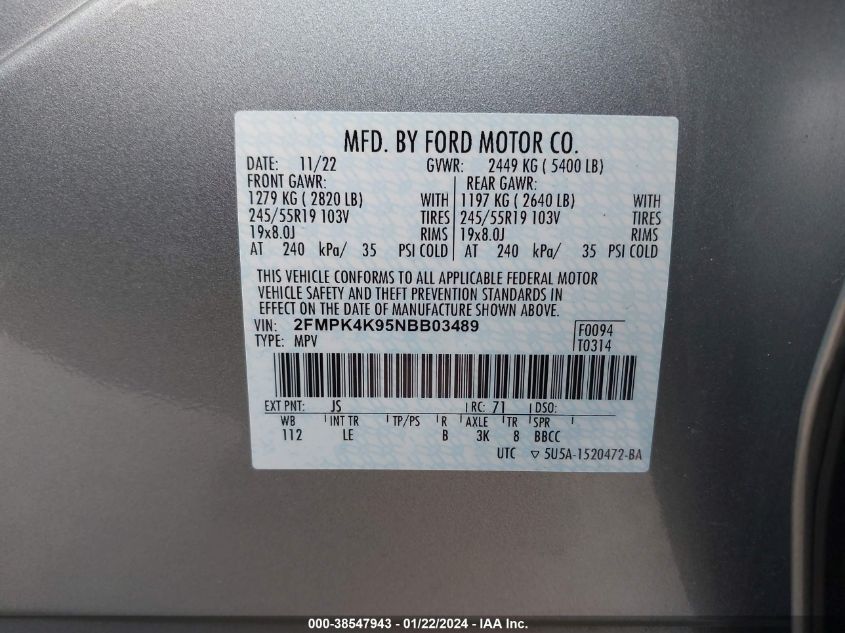 MFD. BY FORD MOTOR CO.
DATE: 11/22 GVWR: 2449 KG ( 5400 LB)
FRONT GAWR: REAR GAWR:
1279 KG ( 2820 LB) WITH 1197 KG ( 2640 LB) WITH
245/55R19 103V TIRES 245/55R19 103V TIRES
19x8.0J RIMS 19x8.0J RIMS
AT 240 kPa/ 35 PSI COLD AT 240 kPa/ 35 PSI COLD
THIS VEHICLE CONFORMS TO ALL APPLICABLE FEDERAL MOTOR
VEHICLE SAFETY AND THEFT PREVENTION STANDARDS IN
EFFECT ON THE DATE OF MANUFACTURE SHOWN ABOVE.
VIN: 2FMPK4K95NBB03489 F0094
TYPE: MPV T0314
EXT PNT: JS RC: 71 DSO:
WB INT TR TP/PS R AXLE TR SPR
112 LE B 3K 8 BBCC
UTC ▽ 5U5A-1520472-BA
000-38547943 - 01/22/2024 - IAA Inc.